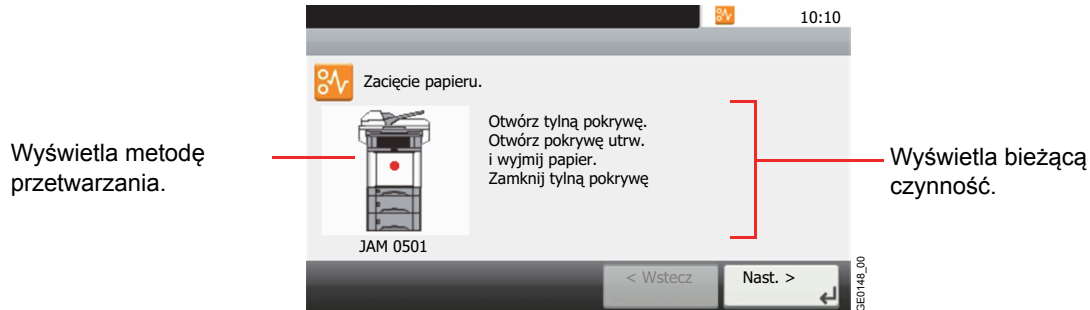 10:10
Zacięcie papieru.
Otwórz tylną pokrywę.
Otwórz pokrywę utrw.
i wyjmij papier.
Zamknij tylną pokrywę
JAM 0501
Wyświetla metodę
przetwarzania.
Wyświetla bieżącą
czynność.
< Wstecz
Nast. >
GE0148_00